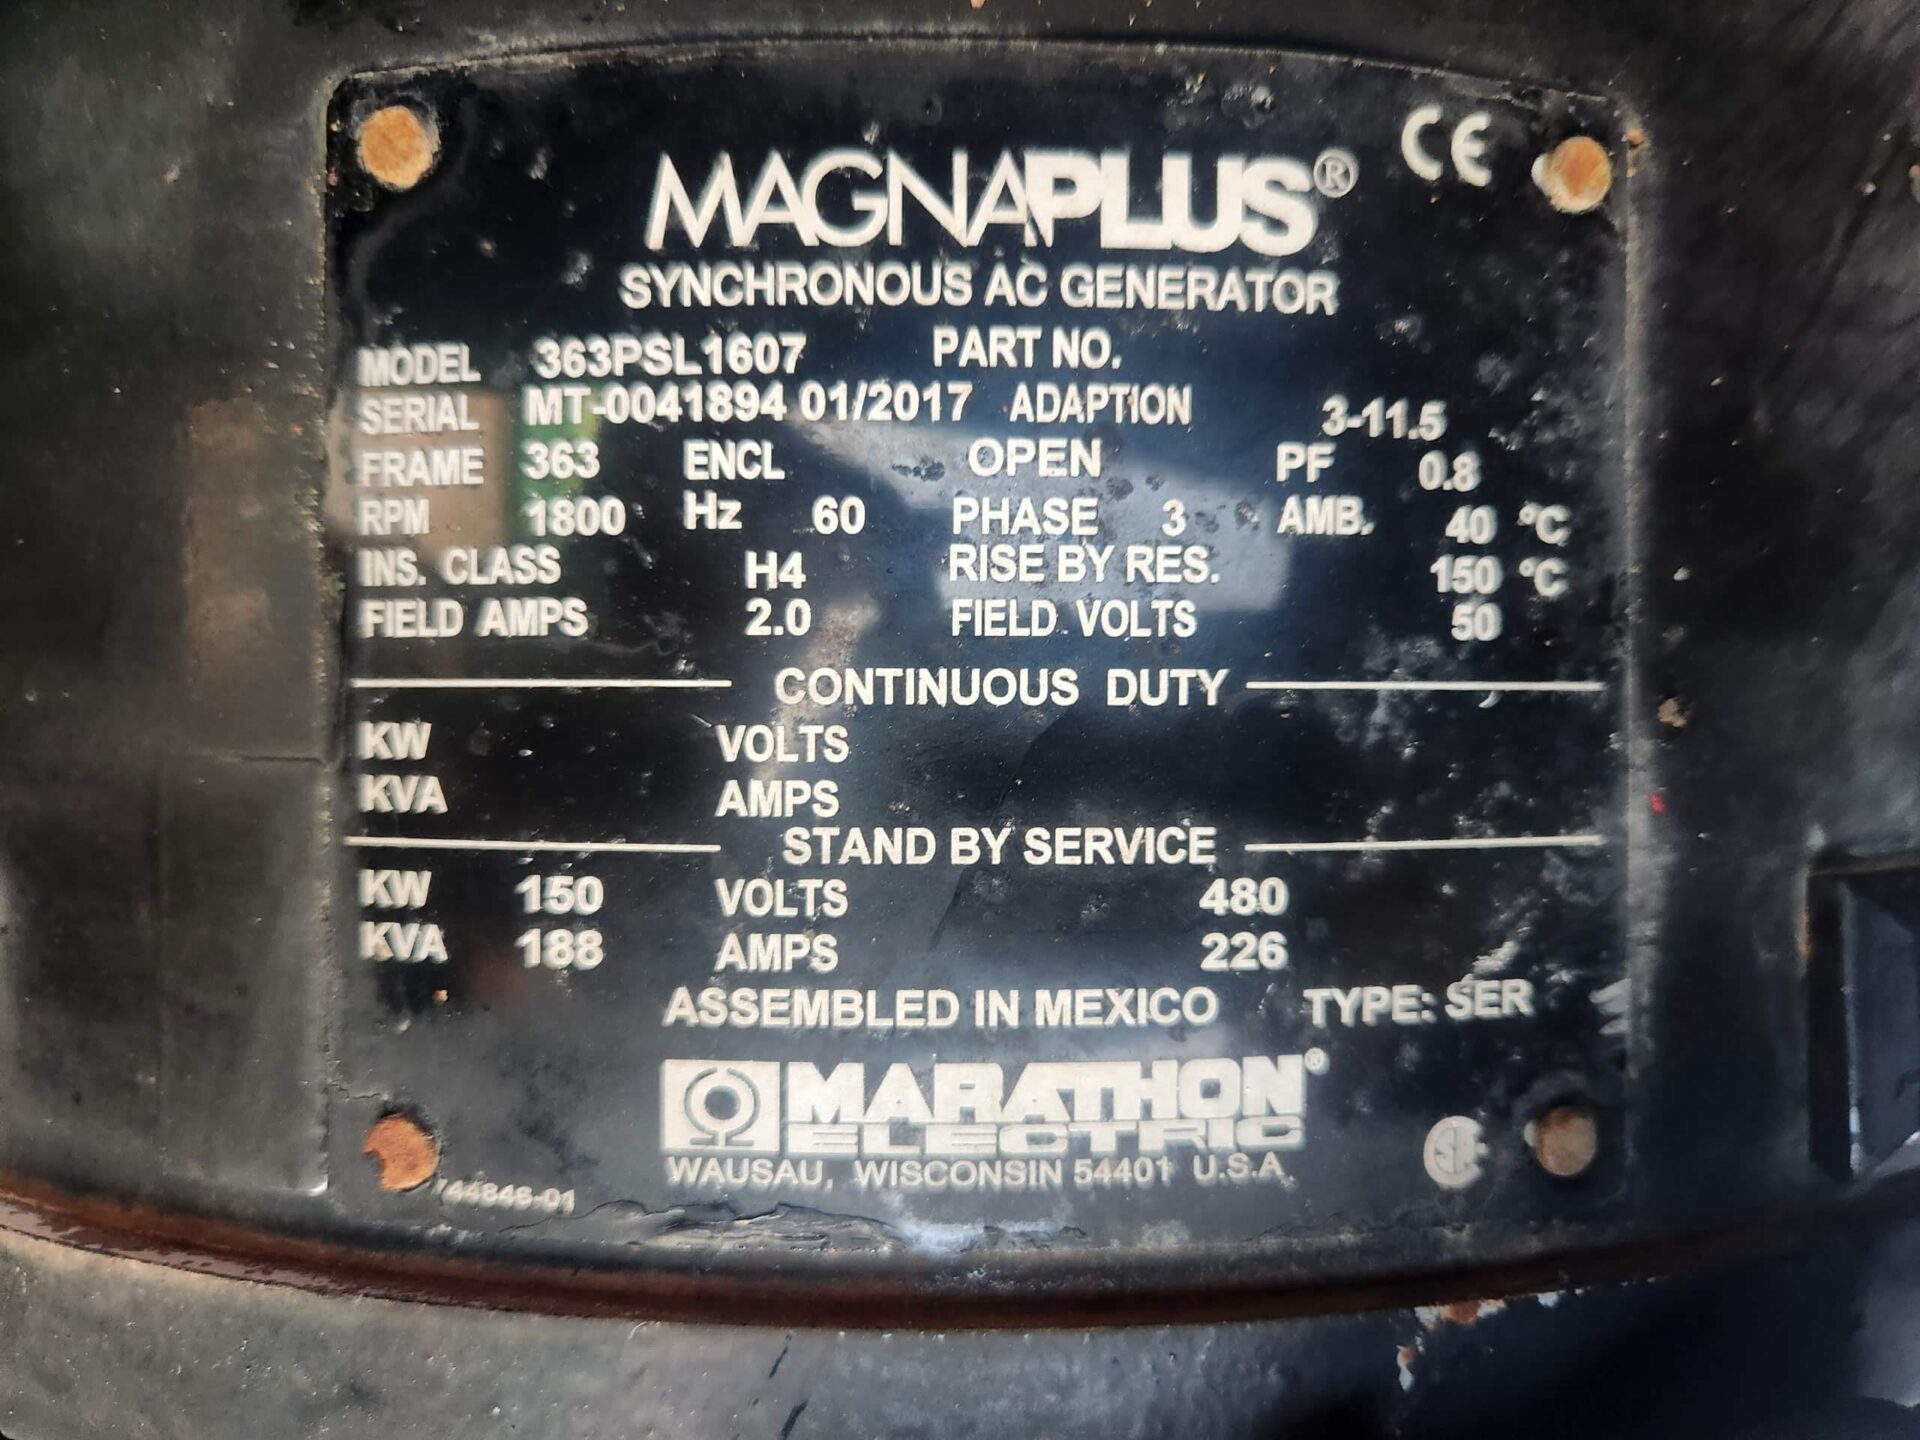 CE
MAGNAPLUS®
SYNCHRONOUS AC GENERATOR
MODEL 363PSL1607 PART NO.
SERIAL MT-0041894 01/2017 ADAPTION 3-11.5
FRAME 363 ENCL OPEN PF 0.8
RPM 1800 Hz 60 PHASE 3 AMB. 40 °C
INS. CLASS H4 RISE BY RES. 150 °C
FIELD AMPS 2.0 FIELD VOLTS 50
CONTINUOUS DUTY
KW VOLTS
KVA AMPS
STAND BY SERVICE
KW 150 VOLTS 480
KVA 188 AMPS 226
ASSEMBLED IN MEXICO TYPE: SER
MARATHON®
ELECTRIC
WAUSAU, WISCONSIN 54401 U.S.A.